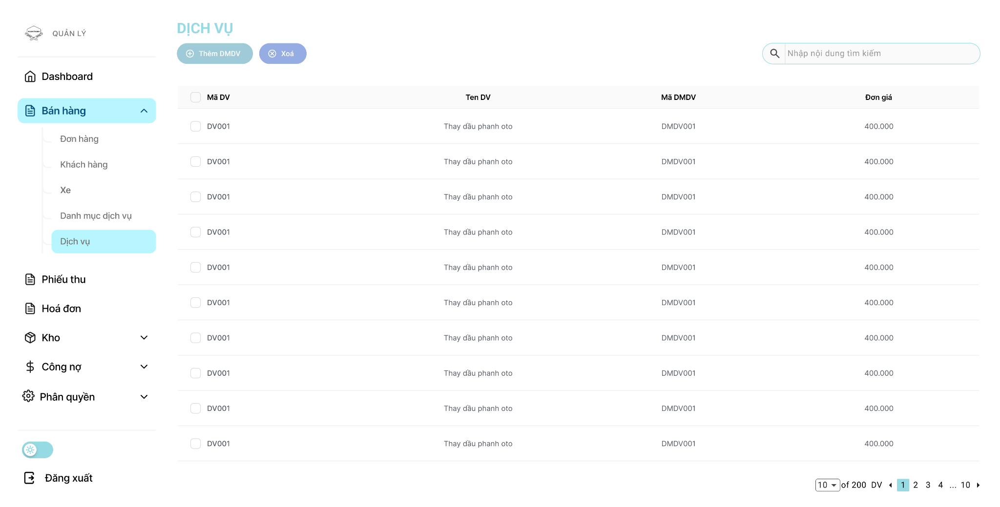 QUẢN LÝ
Dashboard
Bán hàng
Đơn hàng
Khách hàng
Xe
Danh mục dịch vụ
Dịch vụ
Phiếu thu
Hoá đơn
Kho
Công nợ
Phân quyền
Đăng xuất
DỊCH VỤ
Thêm DMDV Xoá
Nhập nội dung tìm kiếm
Mã DV Ten DV Mã DMDV Đơn giá
DV001 Thay dầu phanh oto DMDV001 400.000
DV001 Thay dầu phanh oto DMDV001 400.000
DV001 Thay dầu phanh oto DMDV001 400.000
DV001 Thay dầu phanh oto DMDV001 400.000
DV001 Thay dầu phanh oto DMDV001 400.000
DV001 Thay dầu phanh oto DMDV001 400.000
DV001 Thay dầu phanh oto DMDV001 400.000
DV001 Thay dầu phanh oto DMDV001 400.000
DV001 Thay dầu phanh oto DMDV001 400.000
DV001 Thay dầu phanh oto DMDV001 400.000
10 of 200 DV 1 2 3 4 ... 10